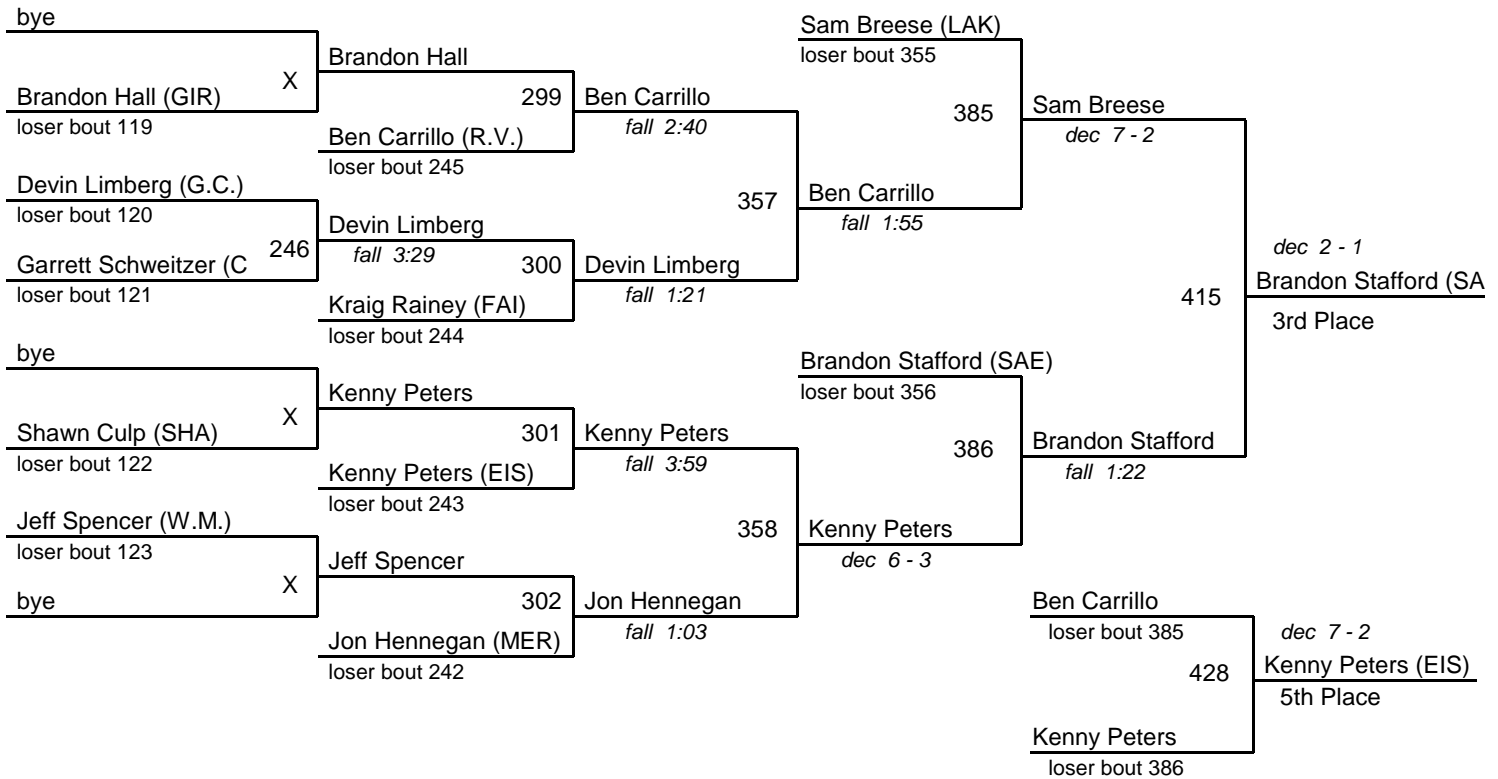 bye
X
Brandon Hall (GIR)
loser bout 119
Devin Limberg (G.C.)
loser bout 120
246
Garrett Schweitzer (C
loser bout 121
bye
X
Shawn Culp (SHA)
loser bout 122
Jeff Spencer (W.M.)
loser bout 123
X
bye
Brandon Hall
299
Ben Carrillo (R.V.)
loser bout 245
Devin Limberg
fall 3:29
300
Kraig Rainey (FAI)
loser bout 244
Kenny Peters
301
Kenny Peters (EIS)
loser bout 243
Jeff Spencer
302
Jon Hennegan (MER)
loser bout 242
Ben Carrillo
fall 2:40
357
Devin Limberg
fall 1:21
Kenny Peters
fall 3:59
358
Jon Hennegan
fall 1:03
Sam Breese (LAK)
loser bout 355
385
Ben Carrillo
fall 1:55
Brandon Stafford (SAE)
loser bout 356
386
Kenny Peters
dec 6 - 3
Sam Breese
dec 7 - 2
415
Brandon Stafford
fall 1:22
dec 2 - 1
Brandon Stafford (SA
3rd Place
Ben Carrillo
loser bout 385
428
Kenny Peters
loser bout 386
dec 7 - 2
Kenny Peters (EIS)
5th Place